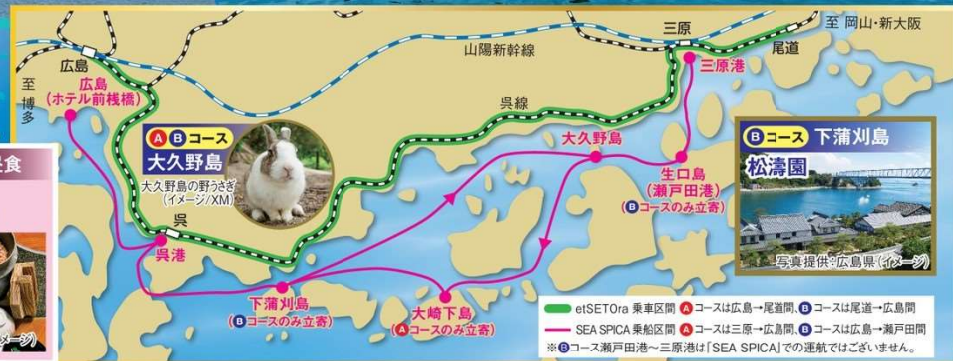 至 岡山・新大阪
三原
尾道
山陽新幹線
広島
三原港
至 博多
広島
(ホテル前桟橋)
呉線
大久野島
A B コース
大久野島
大久野島の野うさぎ
(イメージ/XM)
B コース 下蒲刈島
松濤園
写真提供:広島県(イメージ)
生口島
(瀬戸田港)
(Bコースのみ立寄)
昼食
呉
呉港
下蒲刈島
(Bコースのみ立寄)
大崎下島
(Aコースのみ立寄)
メージ)
etSETOra 乗車区間 Aコースは広島→尾道間、Bコースは尾道→広島間
SEA SPICA 乗船区間 Aコースは三原→広島間、Bコースは広島→瀬戸田間
※Bコース瀬戸田港～三原港は「SEA SPICA」での運航ではございません。